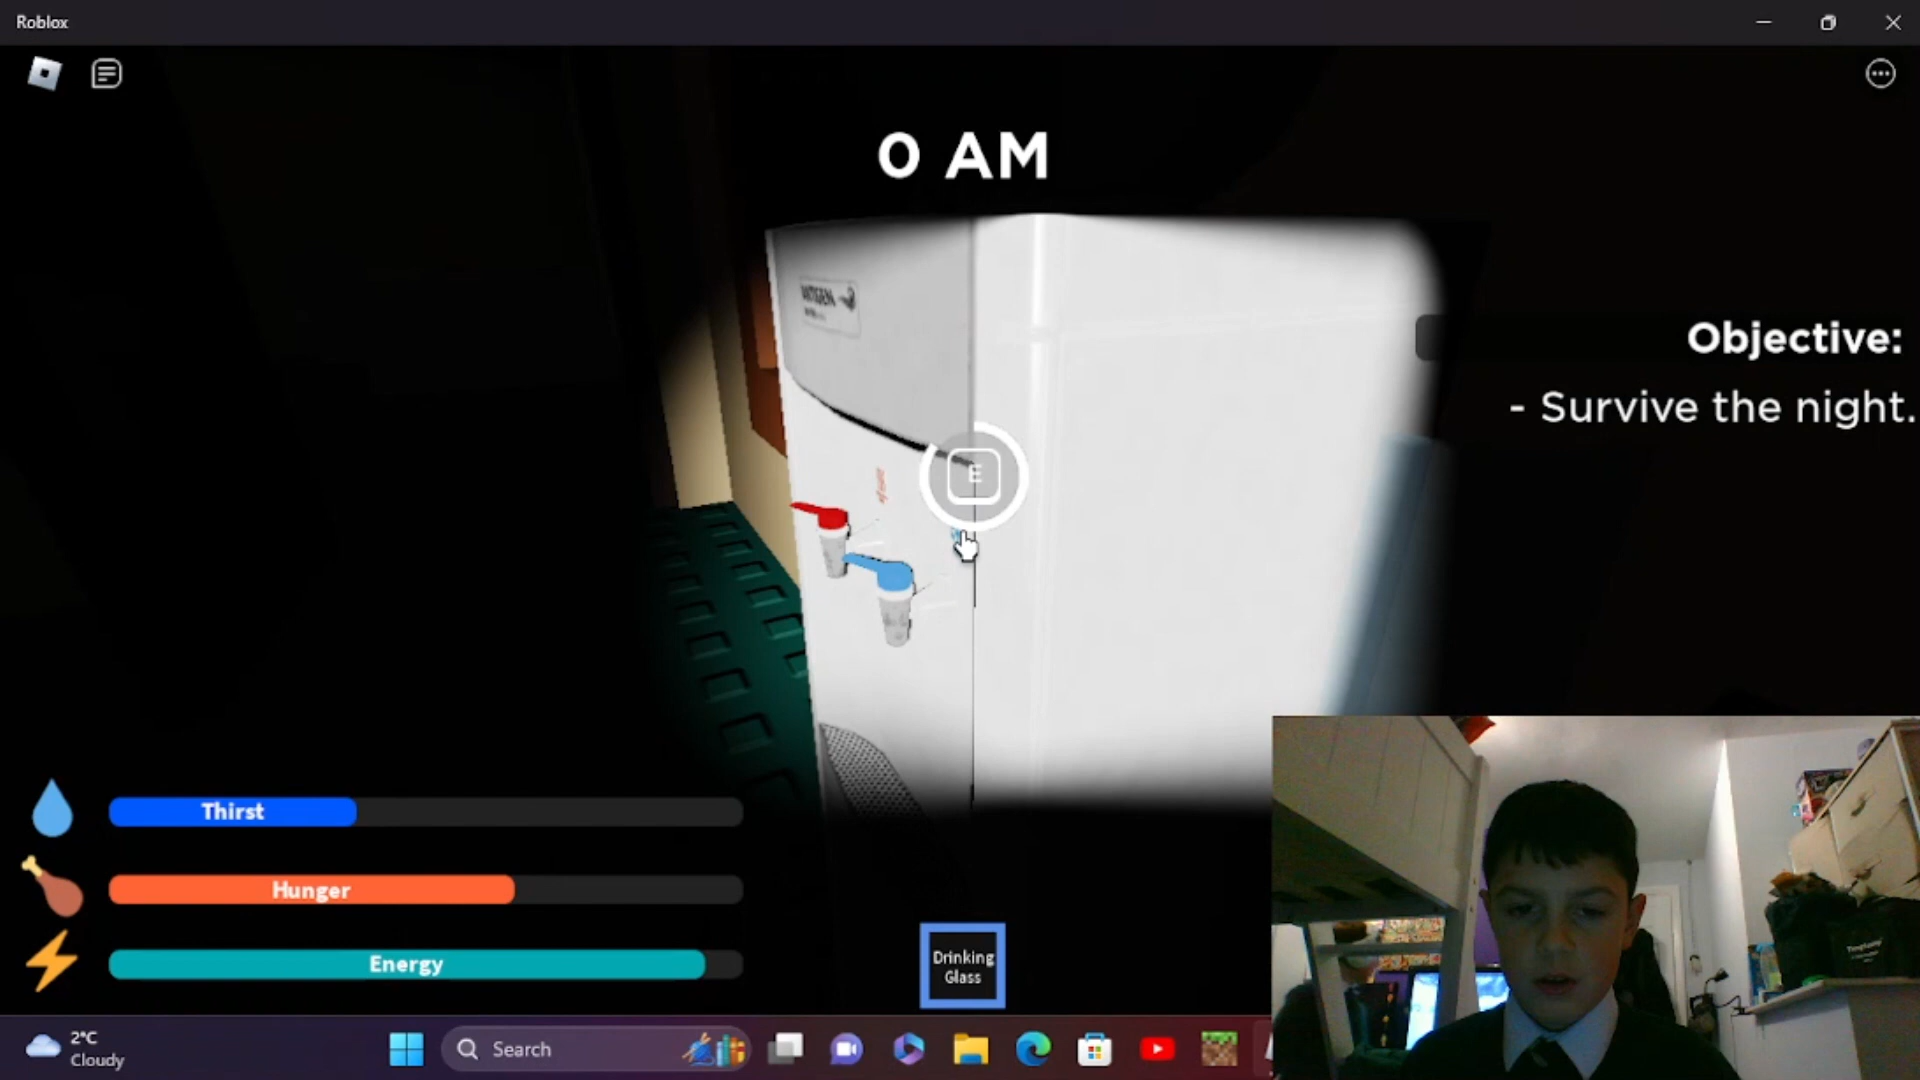 Roblox
0 AM
Objective:
- Survive the night.
E
Thirst
Hunger
Energy
Drinking
Glass
2°C
Cloudy
Search